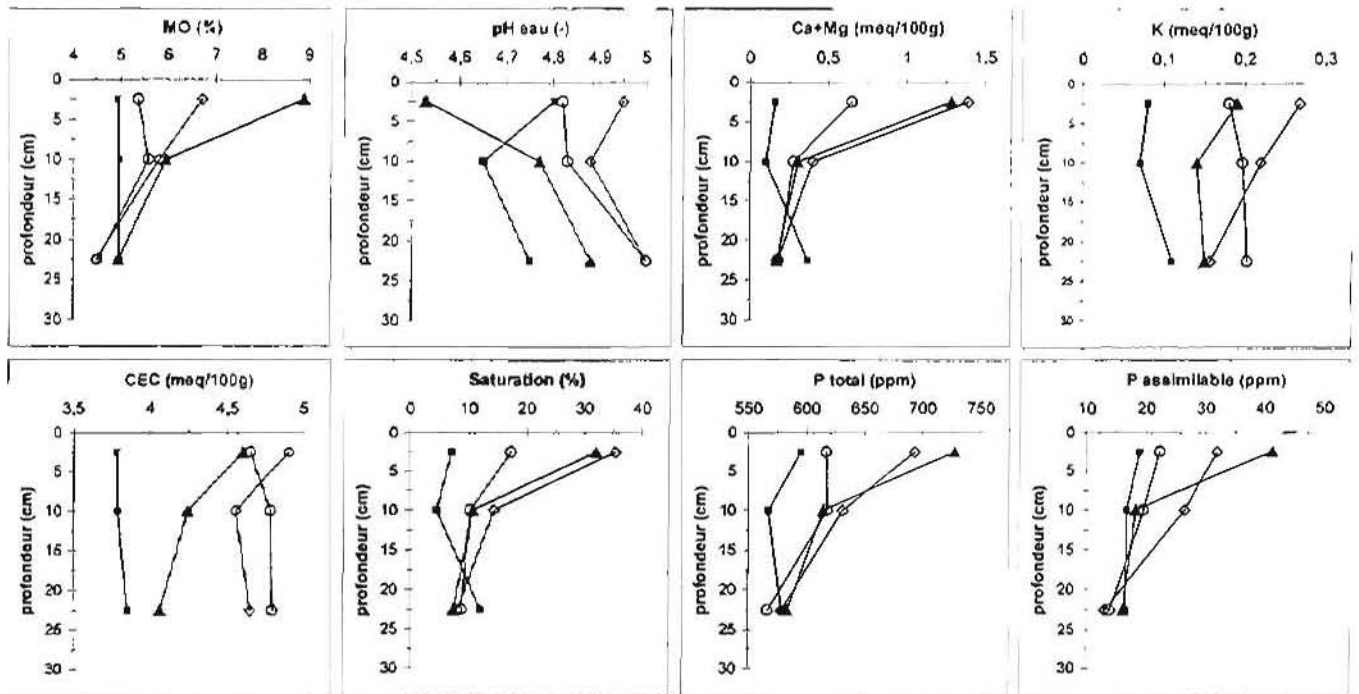 MO (%)
4 5 6 7 8 9
0
5
10
15
20
25
30
profondeur (cm)
pH eau (-)
4,5 4,6 4,7 4,8 4,9 5
0
5
10
15
20
25
30
profondeur (cm)
Ca+Mg (meq/100g)
0 0,5 1 1,5
0
5
10
15
20
25
30
profondeur (cm)
K (meq/100g)
0 0,1 0,2 0,3
0
5
10
15
20
25
30
profondeur (cm)
CEC (meq/100g)
3,5 4 4,5 5
0
5
10
15
20
25
30
profondeur (cm)
Saturation (%)
0 10 20 30 40
0
5
10
15
20
25
30
profondeur (cm)
P total (ppm)
550 600 650 700 750
0
5
10
15
20
25
30
profondeur (cm)
P assimilable (ppm)
10 20 30 40 50
0
5
10
15
20
25
30
profondeur (cm)